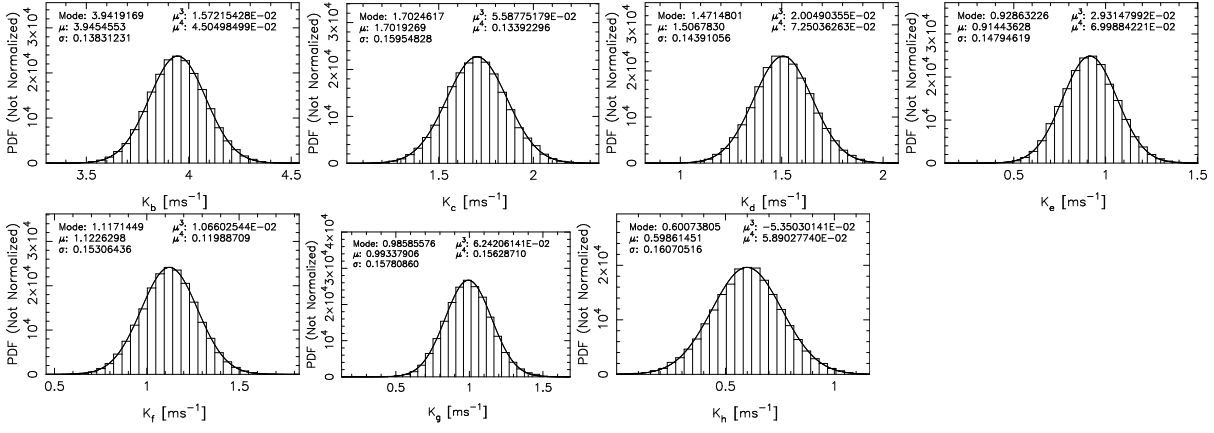 Mode: 3.9419169 μ³: 1.57215428E-02
μ: 3.9454553 μ⁴: 4.50498499E-02
σ: 0.13831231
PDF (Not Normalized)
0 10⁴ 2×10⁴ 3×10⁴
3.5 4 4.5
K_b [ms⁻¹]
Mode: 1.7024617 μ³: 5.58775179E-02
μ: 1.7019269 μ⁴: 0.13392296
σ: 0.15954828
PDF (Not Normalized)
0 10⁴ 2×10⁴ 3×10⁴
1.5 2
K_c [ms⁻¹]
Mode: 1.4714801 μ³: 2.00490355E-02
μ: 1.5067830 μ⁴: 7.25036263E-02
σ: 0.14391056
PDF (Not Normalized)
0 10⁴ 2×10⁴ 3×10⁴
1 1.5 2
K_d [ms⁻¹]
Mode: 0.92863226 μ³: 2.93147992E-02
μ: 0.91443628 μ⁴: 6.99884221E-02
σ: 0.14794619
PDF (Not Normalized)
0 10⁴ 2×10⁴ 3×10⁴
0.5 1 1.5
K_e [ms⁻¹]
Mode: 1.1171449 μ³: 1.06602544E-02
μ: 1.1226298 μ⁴: 0.11988709
σ: 0.15306436
PDF (Not Normalized)
0 10⁴ 2×10⁴ 3×10⁴
0.5 1 1.5
K_f [ms⁻¹]
Mode: 0.98585576 μ³: 6.24206141E-02
μ: 0.99337906 μ⁴: 0.15628710
σ: 0.15780860
PDF (Not Normalized)
0 10⁴ 2×10⁴ 3×10⁴ 4×10⁴
0.5 1 1.5
K_g [ms⁻¹]
Mode: 0.60073805 μ³: -5.35030141E-02
μ: 0.59861451 μ⁴: 5.89027740E-02
σ: 0.16070516
PDF (Not Normalized)
0 10⁴ 2×10⁴
0.5 1
K_h [ms⁻¹]